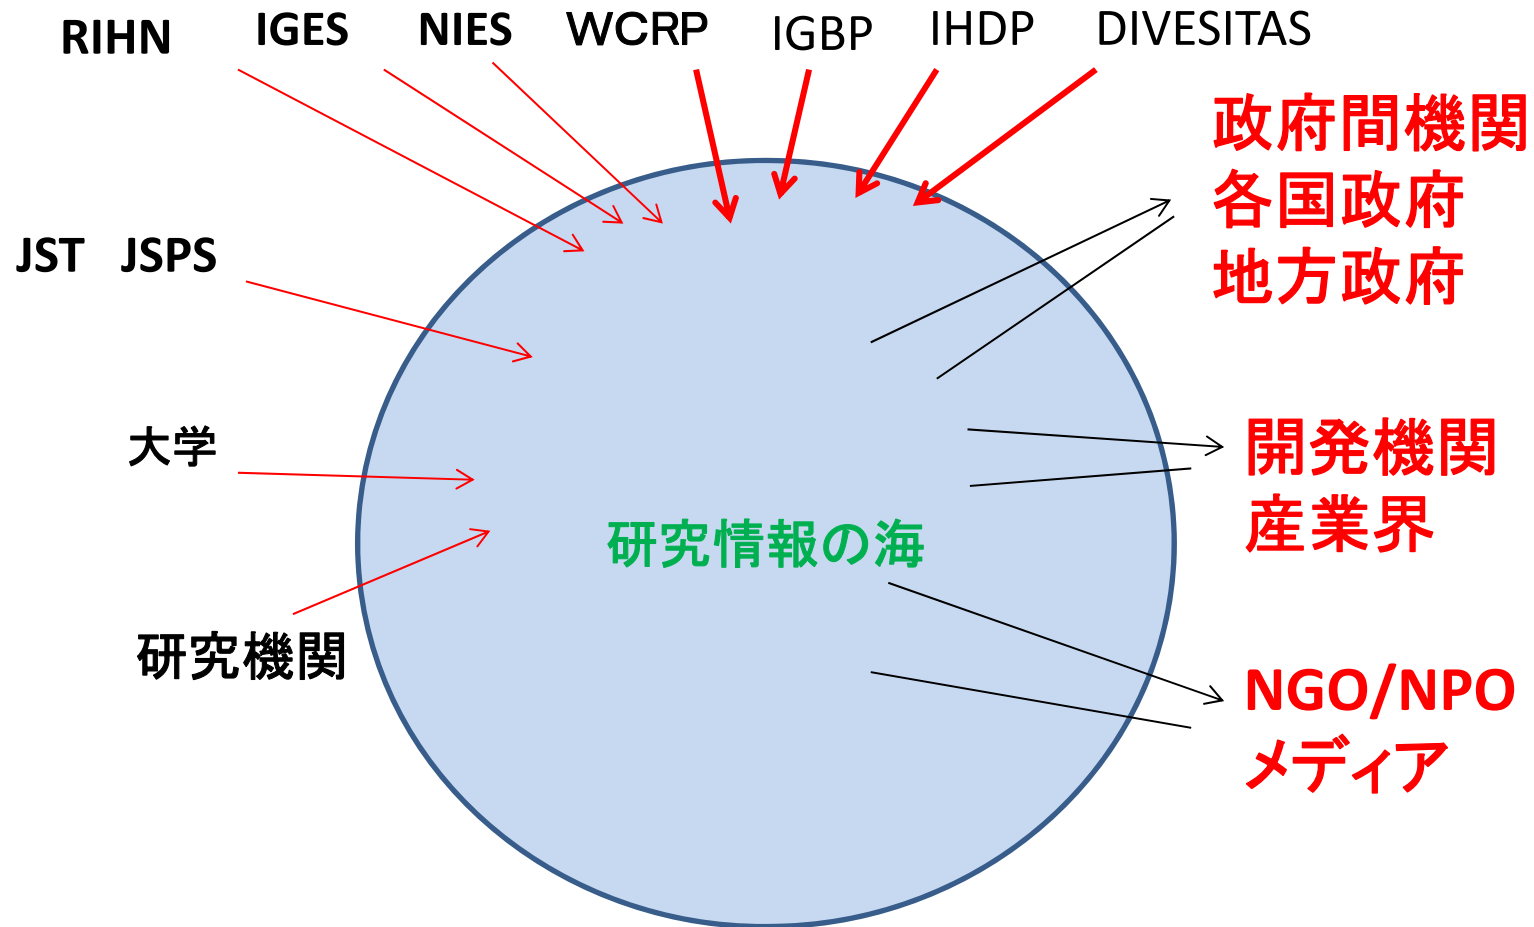 RIHN IGES NIES WCRP IGBP IHDP DIVESITAS
政府間機関
各国政府
地方政府
JST JSPS
大学
開発機関
産業界
研究情報の海
研究機関
NGO/NPO
メディア